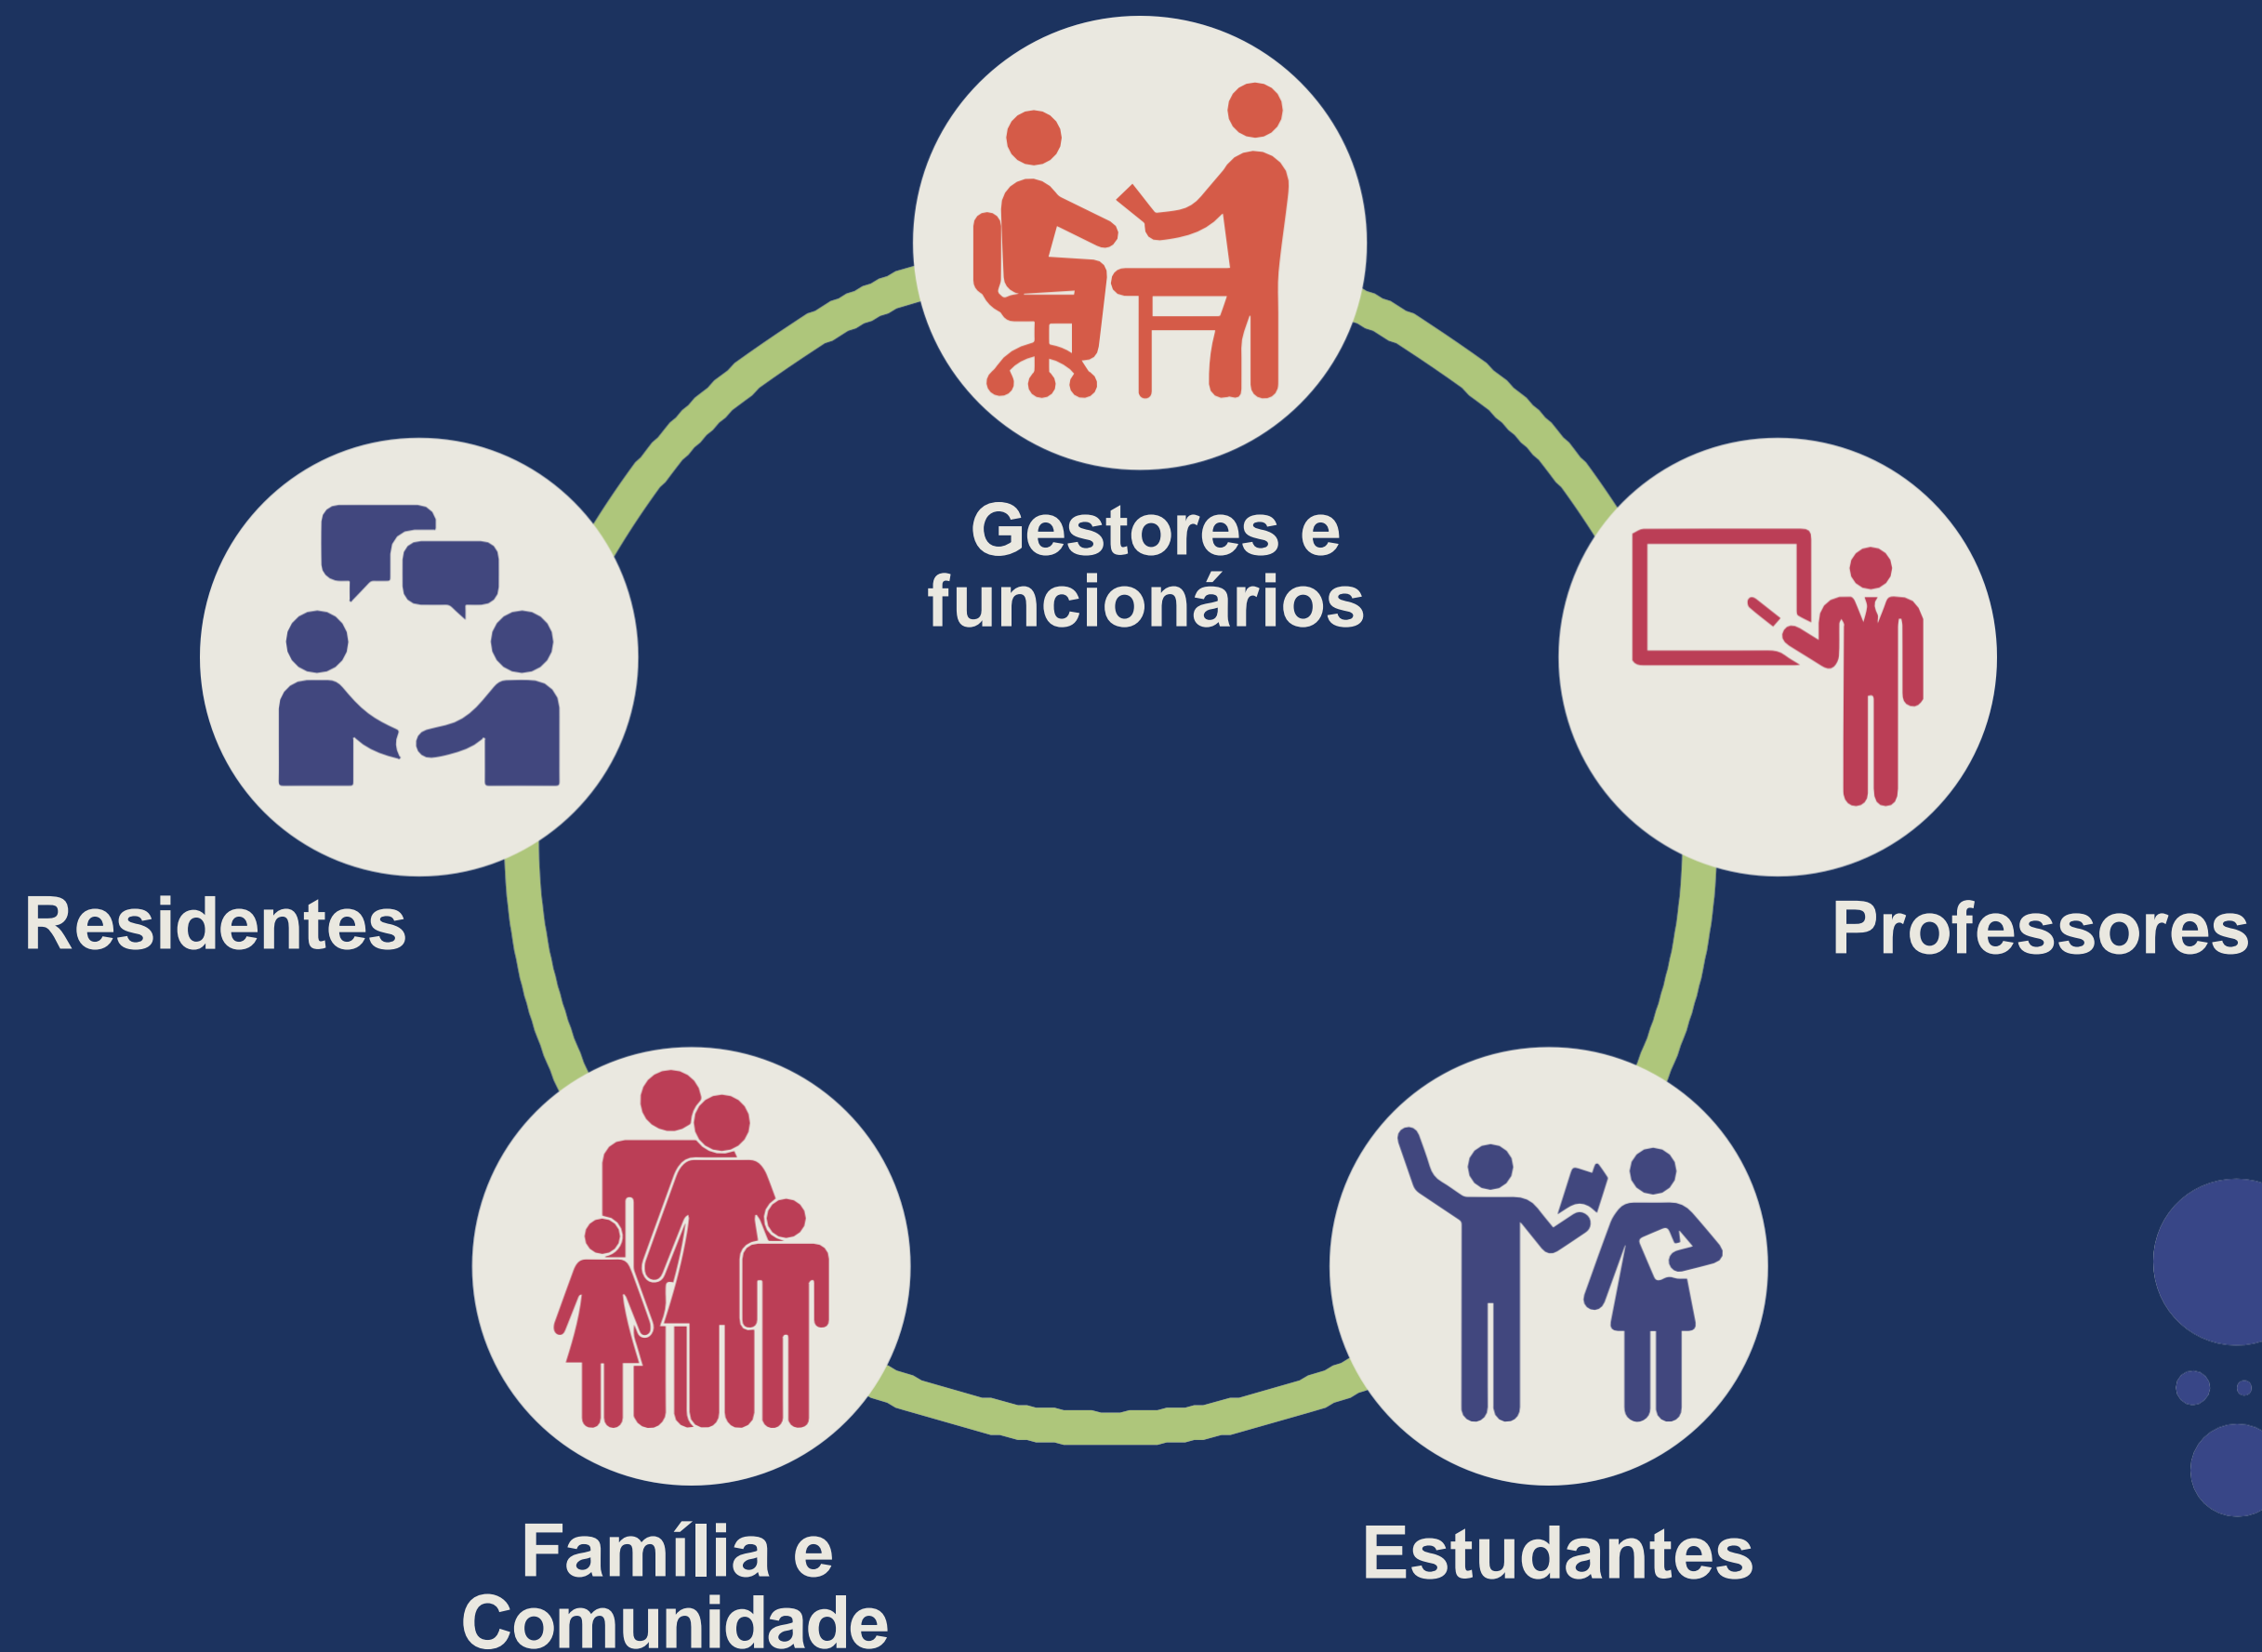 Gestores e
funcionários
Residentes
Professores
Família e
Comunidade
Estudantes